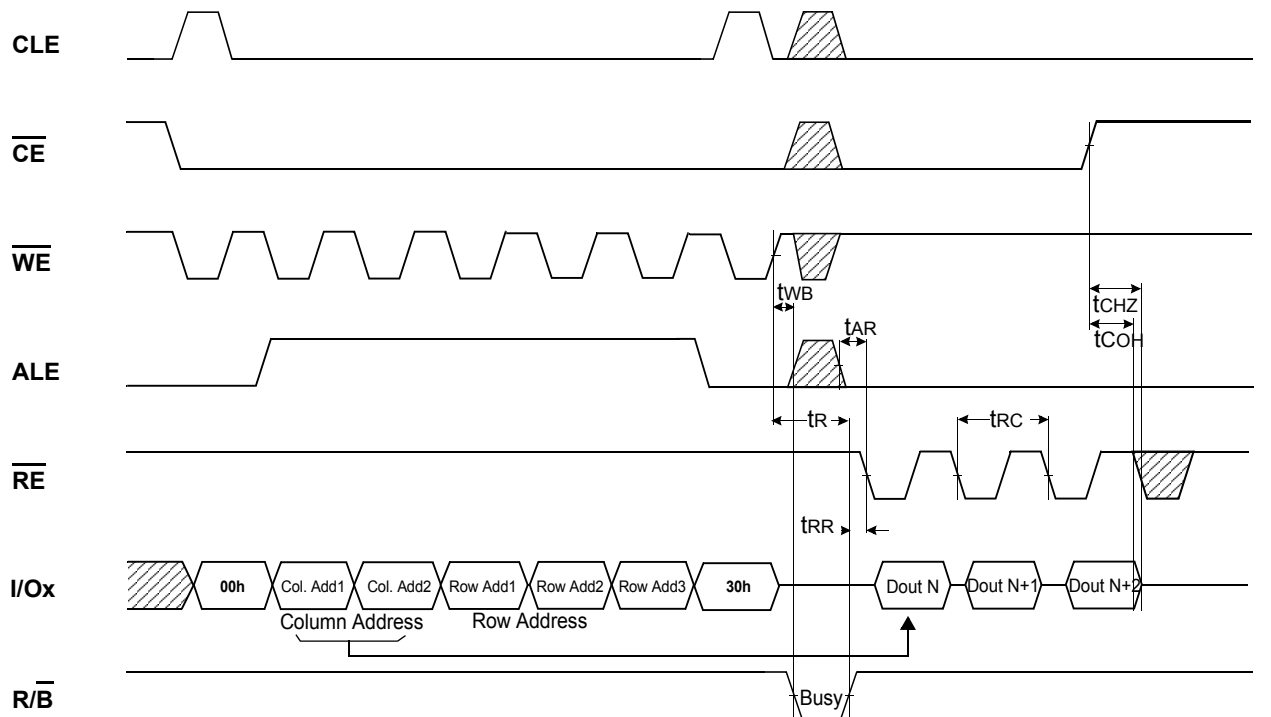 CLE
CE
WE
tWB
tCHZ
tAR
tCOH
ALE
tR
tRC
RE
tRR
I/Ox
00h
Col. Add1
Col. Add2
Row Add1
Row Add2
Row Add3
30h
Dout N
Dout N+1
Dout N+2
Column Address
Row Address
R/B
Busy